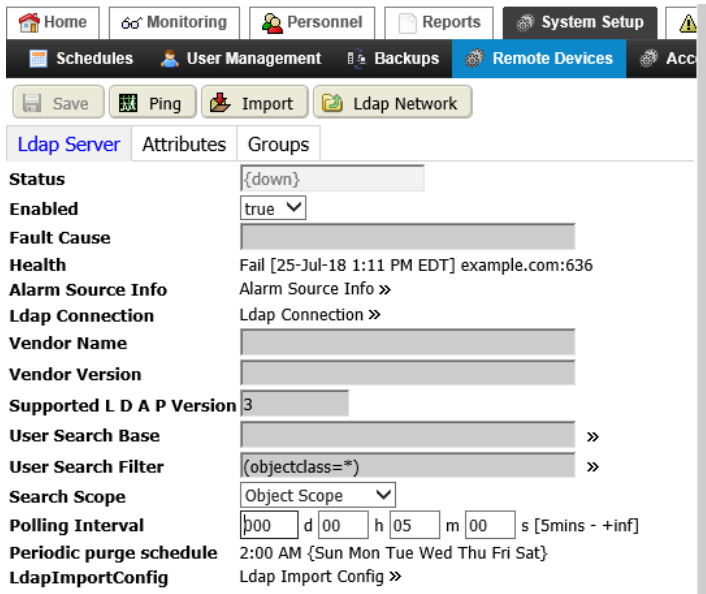 Home Monitoring Personnel Reports System Setup
Schedules User Management Backups Remote Devices Acc
Save Ping Import Ldap Network
Ldap Server Attributes Groups
Status {down}
Enabled true
Fault Cause
Health Fail [25-Jul-18 1:11 PM EDT] example.com:636
Alarm Source Info Alarm Source Info »
Ldap Connection Ldap Connection »
Vendor Name
Vendor Version
Supported L D A P Version 3
User Search Base »
User Search Filter (objectclass=*) »
Search Scope Object Scope
Polling Interval 000 d 00 h 05 m 00 s [5mins - +inf]
Periodic purge schedule 2:00 AM {Sun Mon Tue Wed Thu Fri Sat}
LdapImportConfig Ldap Import Config »